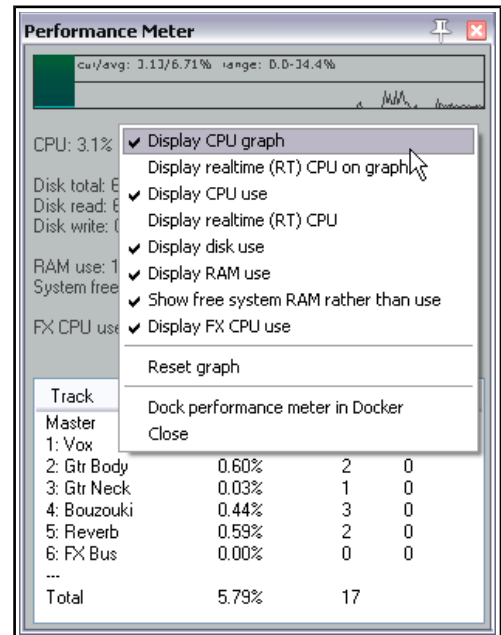 Performance Meter
cur/avg: 3.13/6.71% range: 0.0-34.4%
CPU: 3.1%
Display CPU graph
Display realtime (RT) CPU on graph
Disk total: 6
Display CPU use
Disk read: 6
Display realtime (RT) CPU
Disk write: 0
Display disk use
RAM use: 1
Display RAM use
System free
Show free system RAM rather than use
FX CPU use
Display FX CPU use
Reset graph
Dock performance meter in Docker
Close
Track
Master
1: Vox
2: Gtr Body 0.60% 2 0
3: Gtr Neck 0.03% 1 0
4: Bouzouki 0.44% 3 0
5: Reverb 0.59% 2 0
6: FX Bus 0.00% 0 0
---
Total 5.79% 17